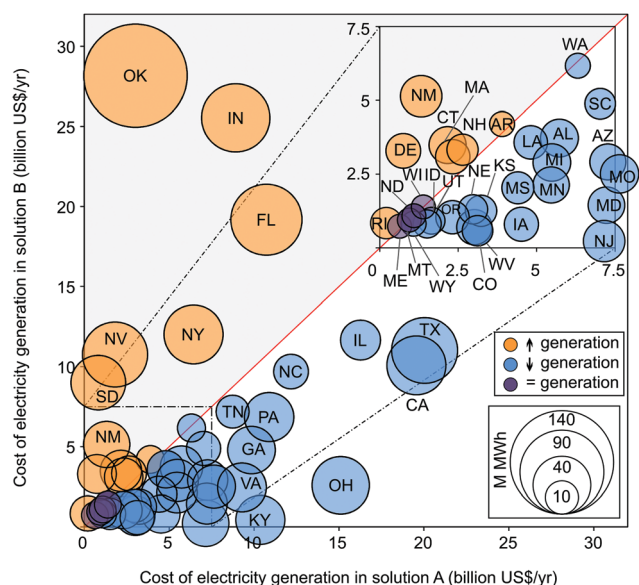 30
25
20
15
10
5
0
5
10
15
20
25
30
Cost of electricity generation in solution B (billion US$/yr)
Cost of electricity generation in solution A (billion US$/yr)
OK
IN
FL
NV
NY
SD
NM
IL
TX
CA
NC
TN
PA
GA
VA
OH
KY
7.5
5
2.5
0
0
2.5
5
7.5
WA
MA
NM
CT
NH
AR
SC
DE
LA
AL
AZ
WI
ID
UT
NE
KS
MI
MO
ND
MS
MN
OR
MD
RI
IA
NJ
ME
MT
WY
CO
WV
↑ generation
↓ generation
= generation
M MWh
140
90
40
10